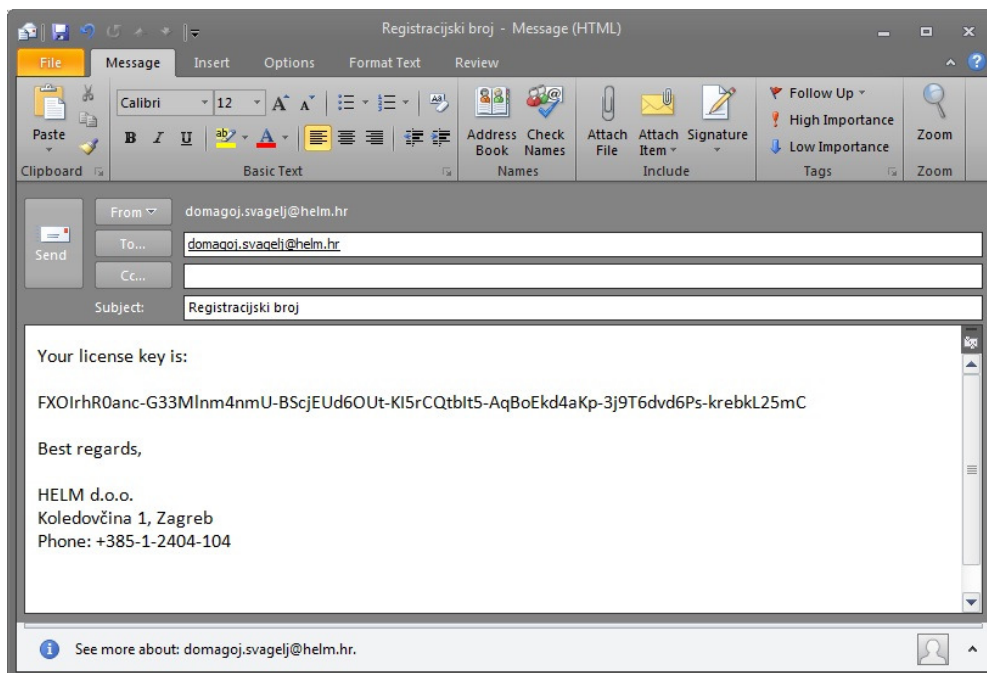 Registracijski broj - Message (HTML)
File Message Insert Options Format Text Review
Paste
Clipboard
Calibri 12
B I U
Basic Text
Address Book
Check Names
Names
Attach File
Attach Item
Signature
Include
Follow Up
High Importance
Low Importance
Tags
Zoom
Zoom
Send
From domagoj.svagelj@helm.hr
To... domagoj.svagelj@helm.hr
Cc...
Subject: Registracijski broj
Your license key is:
FXOIrhR0anc-G33Mlnm4nmU-BScjEUd6OUt-KI5rCQtbIt5-AqBoEkd4aKp-3j9T6dvd6Ps-krebkL25mC
Best regards,
HELM d.o.o.
Koledovčina 1, Zagreb
Phone: +385-1-2404-104
See more about: domagoj.svagelj@helm.hr.